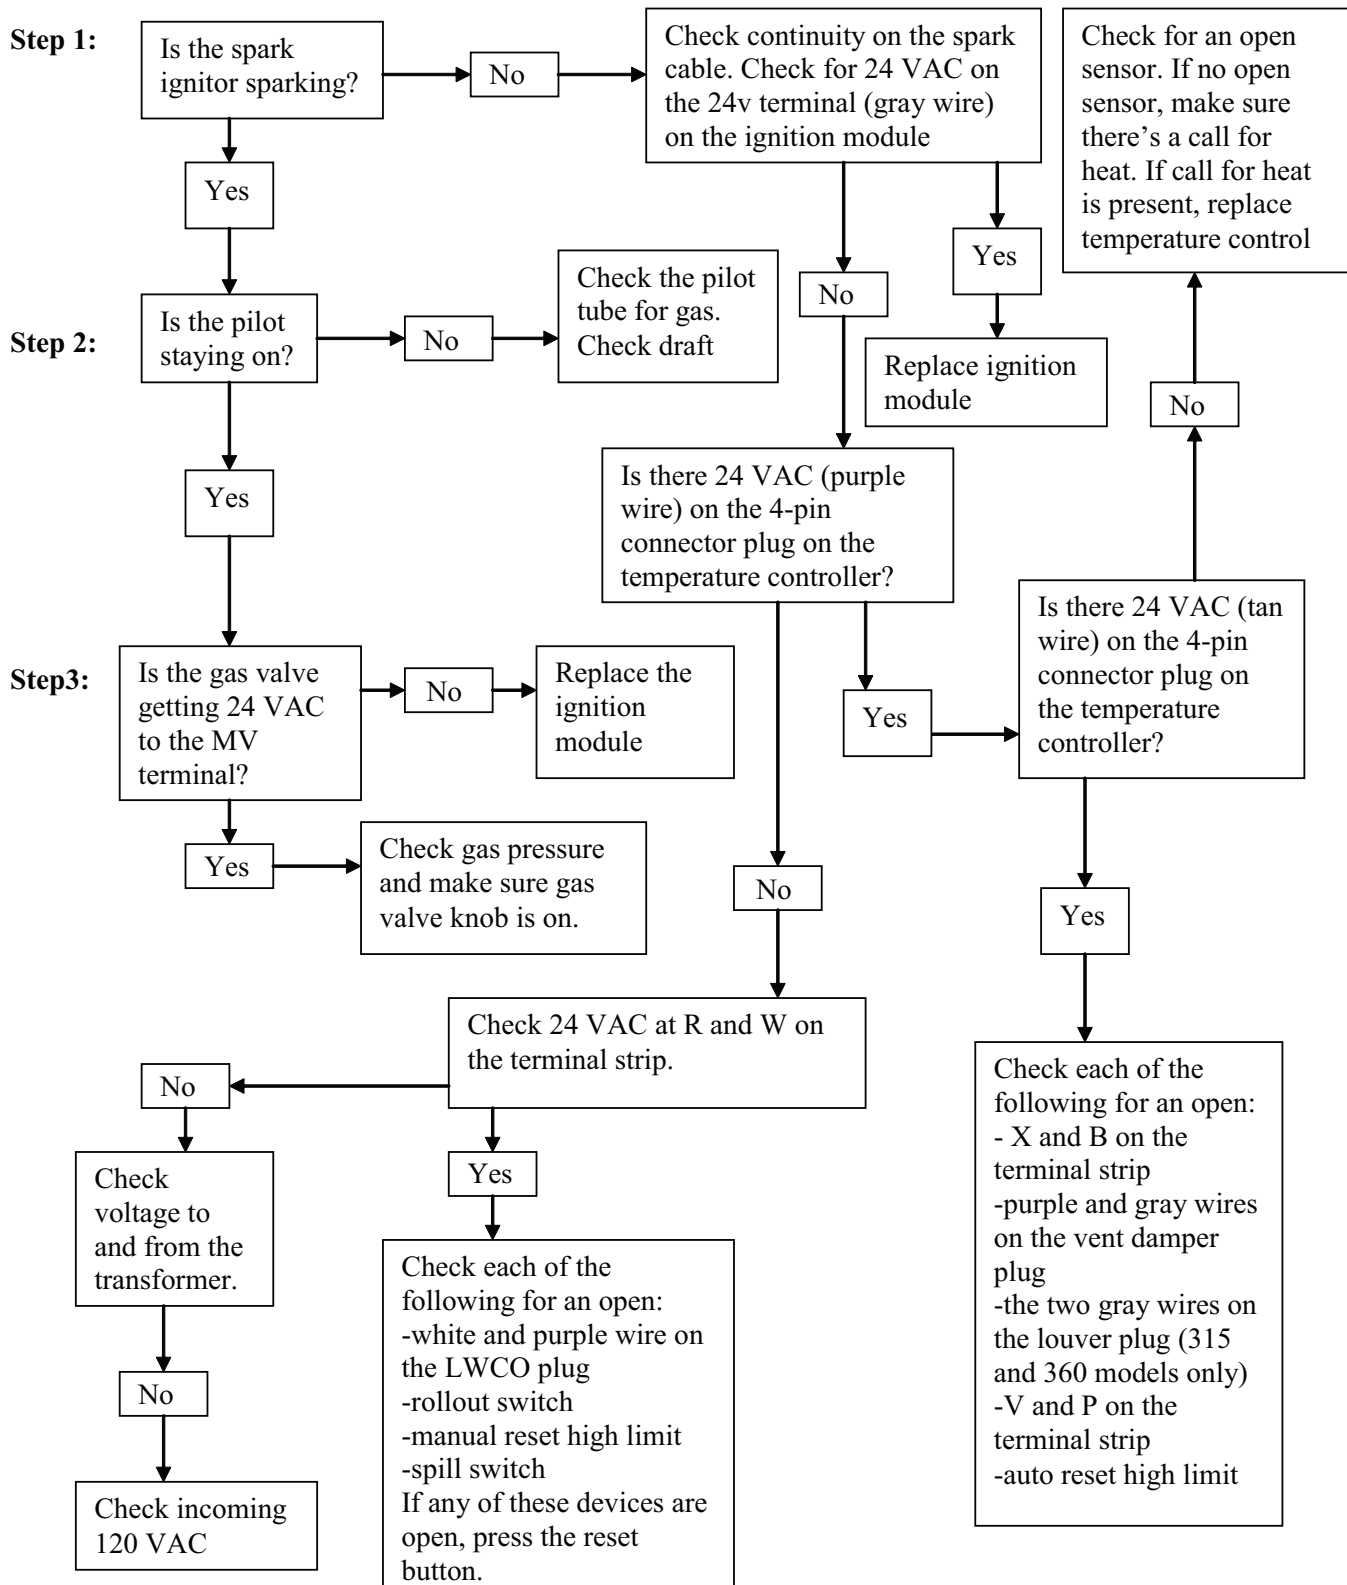 Step 1:
Is the spark
ignitor sparking?
No
Check continuity on the spark
cable. Check for 24 VAC on
the 24v terminal (gray wire)
on the ignition module
Check for an open
sensor. If no open
sensor, make sure
there's a call for
heat. If call for heat
is present, replace
temperature control
Yes
Yes
No
Replace ignition
module
No
Step 2:
Is the pilot
staying on?
No
Check the pilot
tube for gas.
Check draft
Yes
Is there 24 VAC (purple
wire) on the 4-pin
connector plug on the
temperature controller?
Yes
Is there 24 VAC (tan
wire) on the 4-pin
connector plug on
the temperature
controller?
Step3:
Is the gas valve
getting 24 VAC
to the MV
terminal?
No
Replace the
ignition
module
Yes
Check gas pressure
and make sure gas
valve knob is on.
No
Yes
Check 24 VAC at R and W on
the terminal strip.
No
Check
voltage to
and from the
transformer.
No
Check incoming
120 VAC
Yes
Check each of the
following for an open:
-white and purple wire on
the LWCO plug
-rollout switch
-manual reset high limit
-spill switch
If any of these devices are
open, press the reset
button.
Check each of the
following for an open:
- X and B on the
terminal strip
-purple and gray wires
on the vent damper
plug
-the two gray wires on
the louver plug (315
and 360 models only)
-V and P on the
terminal strip
-auto reset high limit